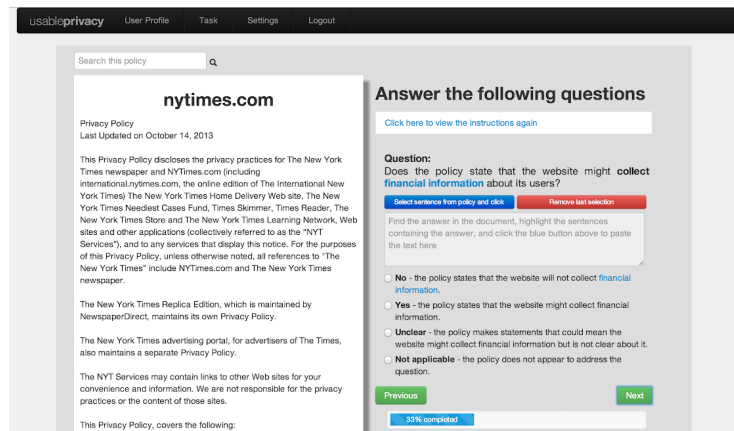 usableprivacy User Profile Task Settings Logout
Search this policy
nytimes.com
Privacy Policy
Last Updated on October 14, 2013
This Privacy Policy discloses the privacy practices for The New York
Times newspaper and NYTimes.com (including
international.nytimes.com, the online edition of The International New
York Times) The New York Times Home Delivery Web site, The New
York Times Neediest Cases Fund, Times Skimmer, Times Reader, The
New York Times Store and The New York Times Learning Network, Web
sites and other applications (collectively referred to as the “NYT
Services"), and to any services that display this notice. For the purposes
of this Privacy Policy, unless otherwise noted, all references to "The
New York Times" include NYTimes.com and The New York Times
newspaper.
The New York Times Replica Edition, which is maintained by
NewspaperDirect, maintains its own Privacy Policy.
The New York Times advertising portal, for advertisers of The Times,
also maintains a separate Privacy Policy.
The NYT Services may contain links to other Web sites for your
convenience and information. We are not responsible for the privacy
practices or the content of those sites.
This Privacy Policy, covers the following:
Answer the following questions
Click here to view the instructions again
Question:
Does the policy state that the website might collect
financial information about its users?
Select sentence from policy and click Remove last selection
Find the answer in the document, highlight the sentences
containing the answer, and click the blue button above to paste
the text here
No - the policy states that the website will not collect financial
information.
Yes - the policy states that the website might collect financial
information.
Unclear - the policy makes statements that could mean the
website might collect financial information but is not clear about it.
Not applicable - the policy does not appear to address the
question.
Previous Next
33% completed